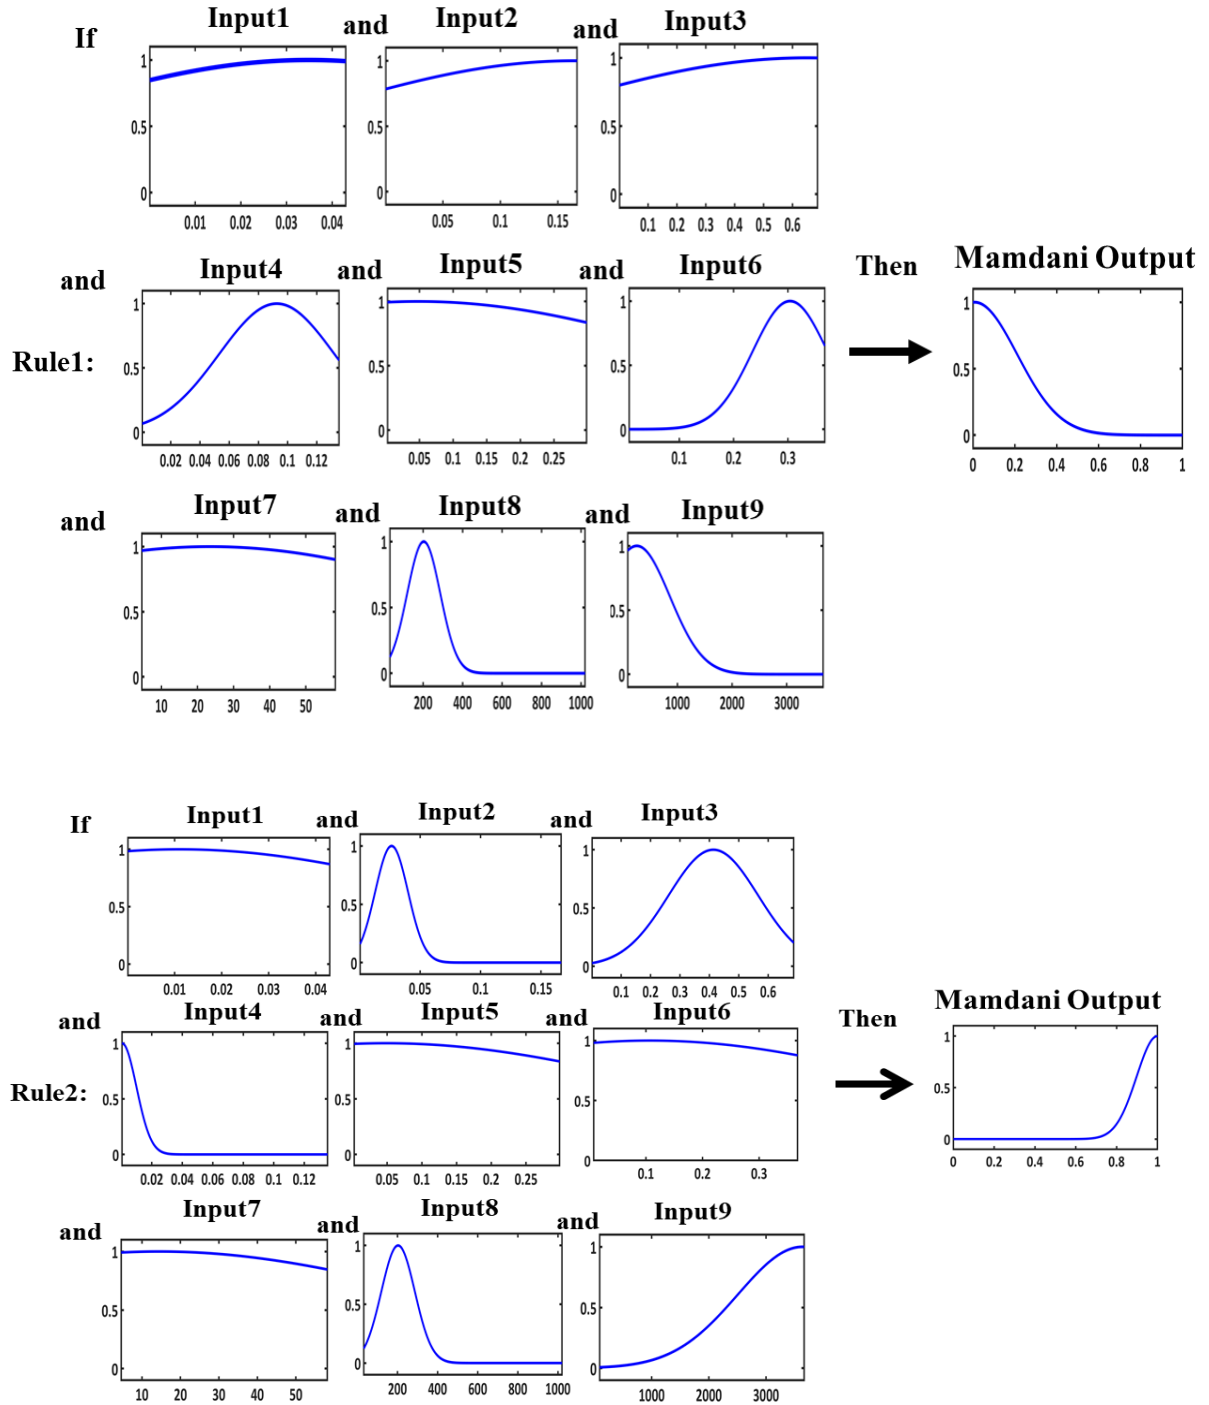 If Input1 and Input2 and Input3
1 1 1
0.5 0.5 0.5
0 0 0
0.01 0.02 0.03 0.04 0.05 0.1 0.15 0.1 0.2 0.3 0.4 0.5 0.6
and Input4 and Input5 and Input6 Then Mamdani Output
1 1 1 1
Rule1: 0.5 0.5 0.5 0.5
0 0 0 0
0.02 0.04 0.06 0.08 0.1 0.12 0.05 0.1 0.15 0.2 0.25 0.1 0.2 0.3 0 0.2 0.4 0.6 0.8 1
and Input7 and Input8 and Input9
1 1 1
0.5 0.5 0.5
0 0 0
10 20 30 40 50 200 400 600 800 1000 1000 2000 3000
If Input1 and Input2 and Input3
1 1 1
0.5 0.5 0.5
0 0 0
0.01 0.02 0.03 0.04 0.05 0.1 0.15 0.1 0.2 0.3 0.4 0.5 0.6
and Input4 and Input5 and Input6 Then Mamdani Output
1 1 1 1
Rule2: 0.5 0.5 0.5 0.5
0 0 0 0
0.02 0.04 0.06 0.08 0.1 0.12 0.05 0.1 0.15 0.2 0.25 0.1 0.2 0.3 0 0.2 0.4 0.6 0.8 1
and Input7 and Input8 and Input9
1 1 1
0.5 0.5 0.5
0 0 0
10 20 30 40 50 200 400 600 800 1000 1000 2000 3000